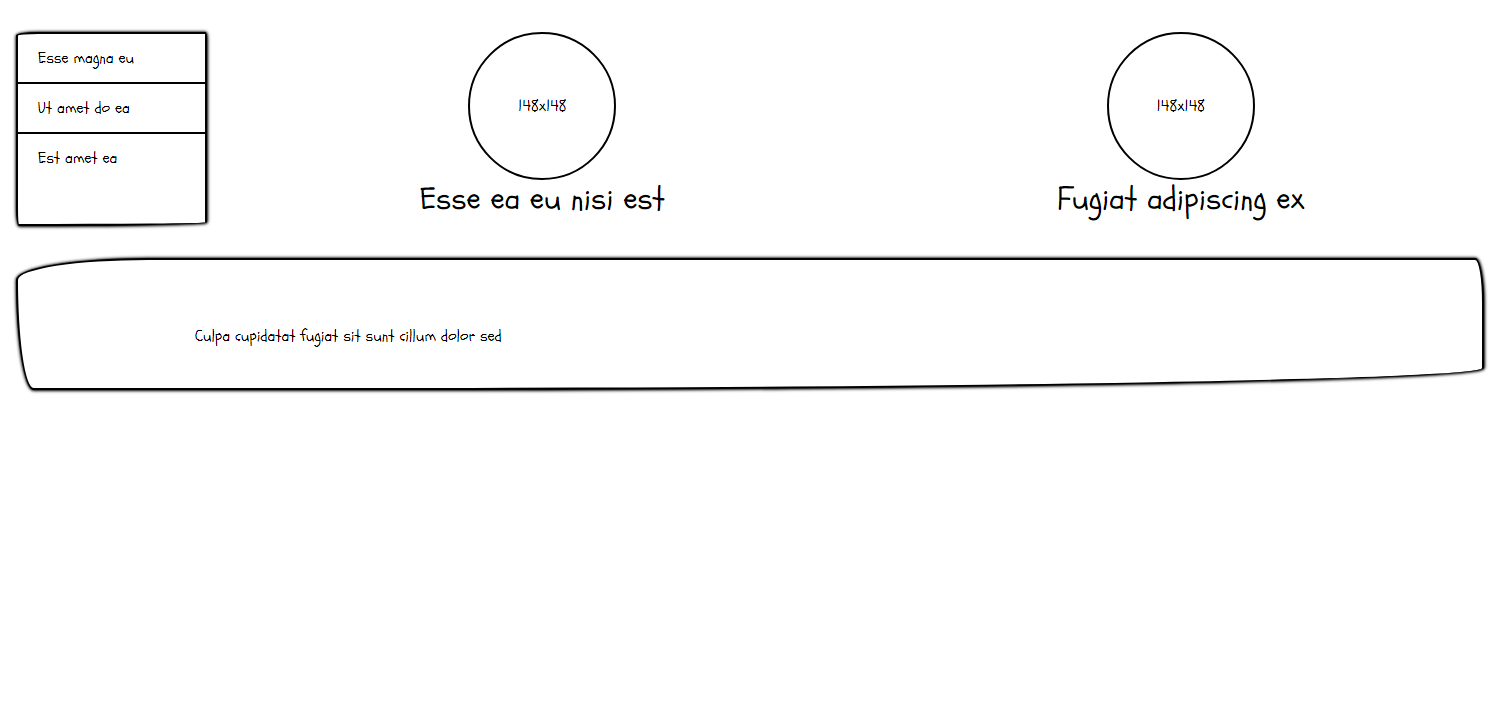 Esse magna eu
Ut amet do ea
Est amet ea
148x148
Esse ea eu nisi est
148x148
Fugiat adipiscing ex
Culpa cupidatat fugiat sit sunt cillum dolor sed